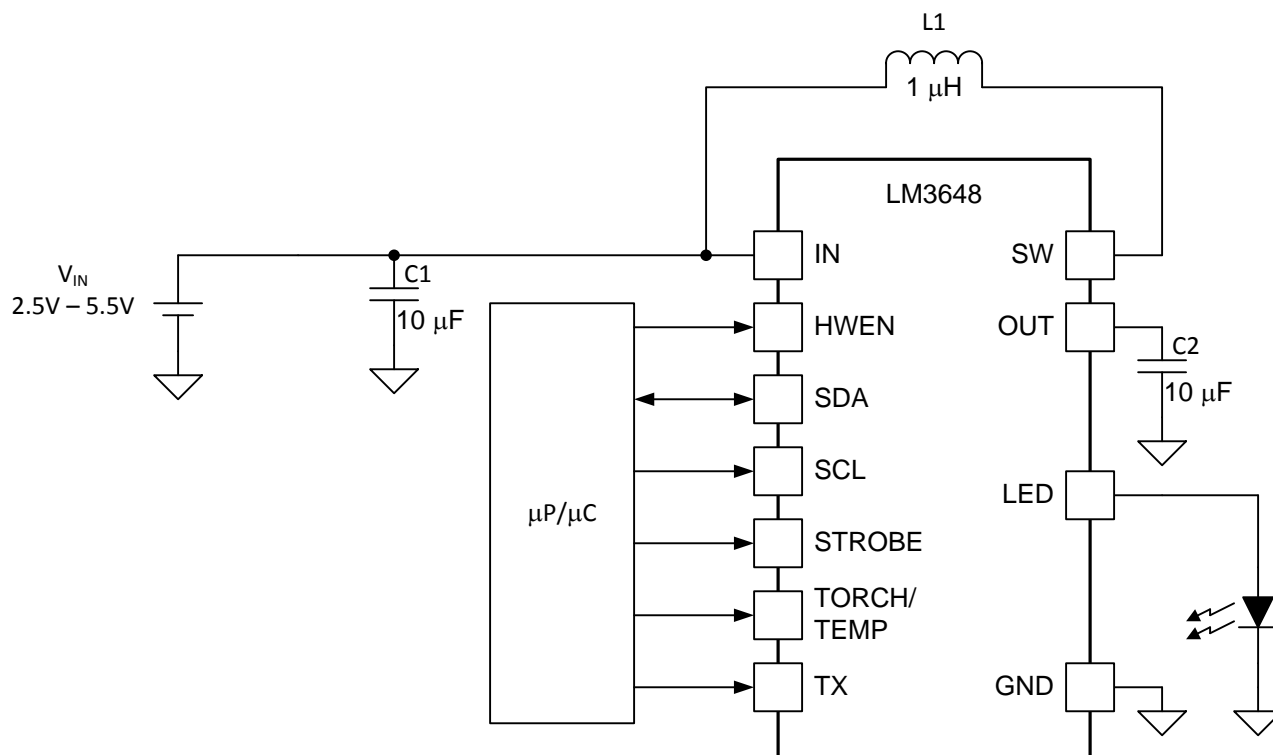 L1
1 μH
LM3648
IN
SW
VIN
2.5V – 5.5V
C1
10 μF
HWEN
OUT
C2
10 μF
SDA
SCL
LED
μP/μC
STROBE
TORCH/
TEMP
TX
GND